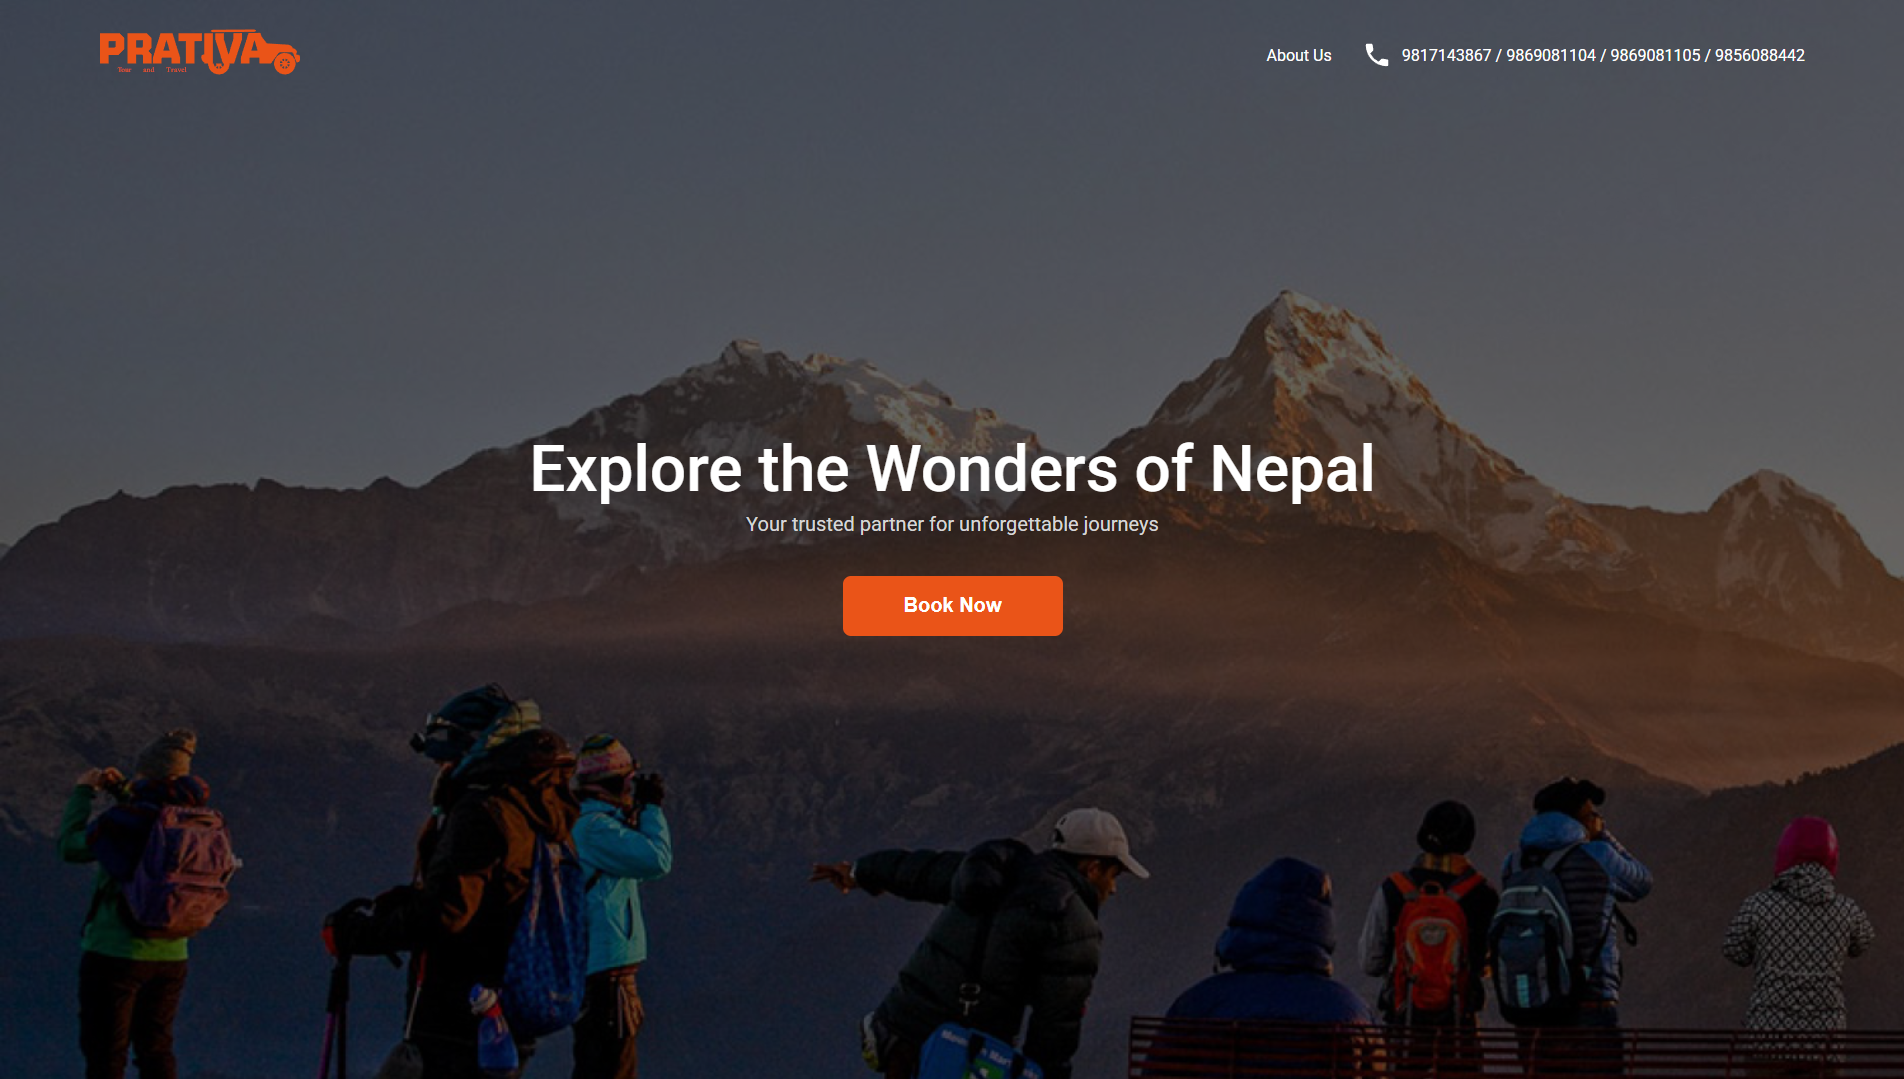 PRATIVA
Tour and Travel
About Us
9817143867 / 9869081104 / 9869081105 / 9856088442
Explore the Wonders of Nepal
Your trusted partner for unforgettable journeys
Book Now